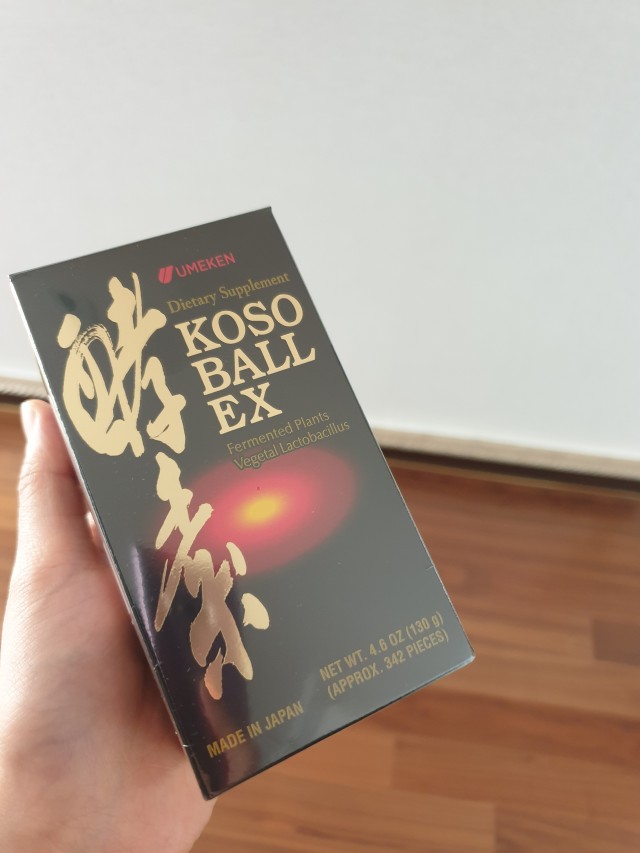 UMEKEN
Dietary Supplement
KOSO
BALL
EX
Fermented Plants
Vegetal Lactobacillus
酵素
NET WT. 4.6 OZ (130 g)
(APPROX. 342 PIECES)
MADE IN JAPAN